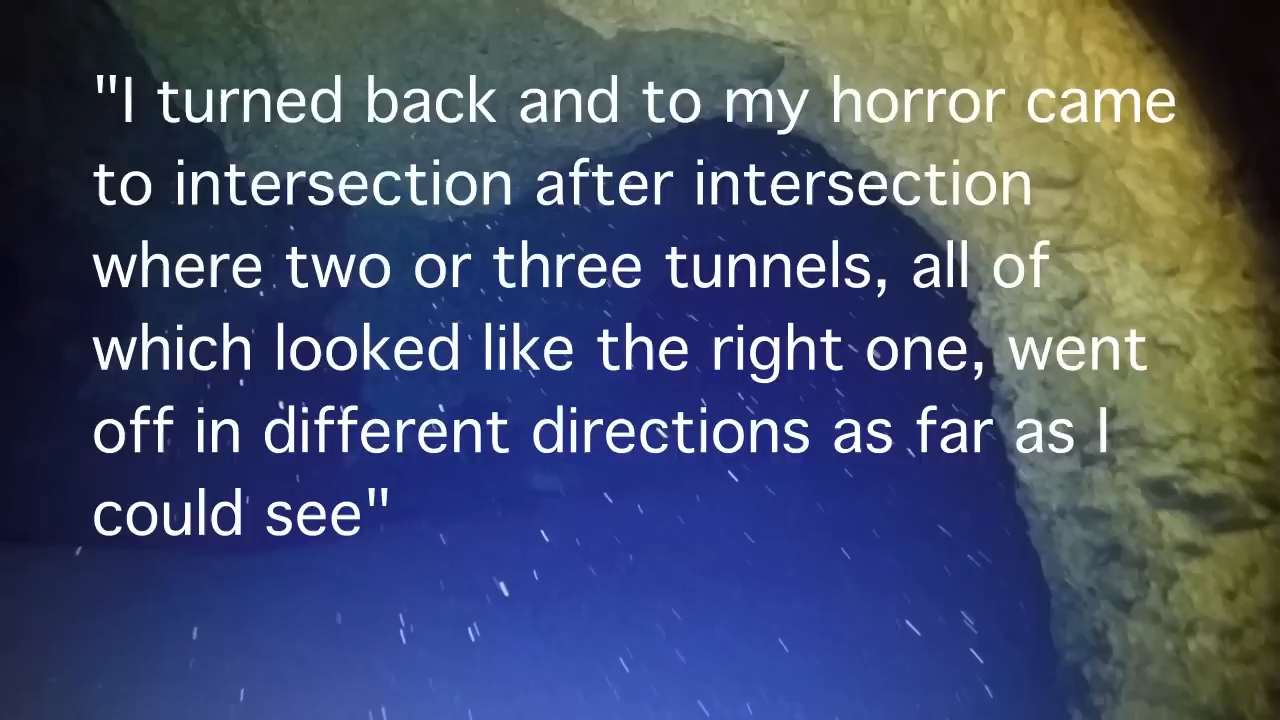 "I turned back and to my horror came
to intersection after intersection
where two or three tunnels, all of
which looked like the right one, went
off in different directions as far as I
could see"